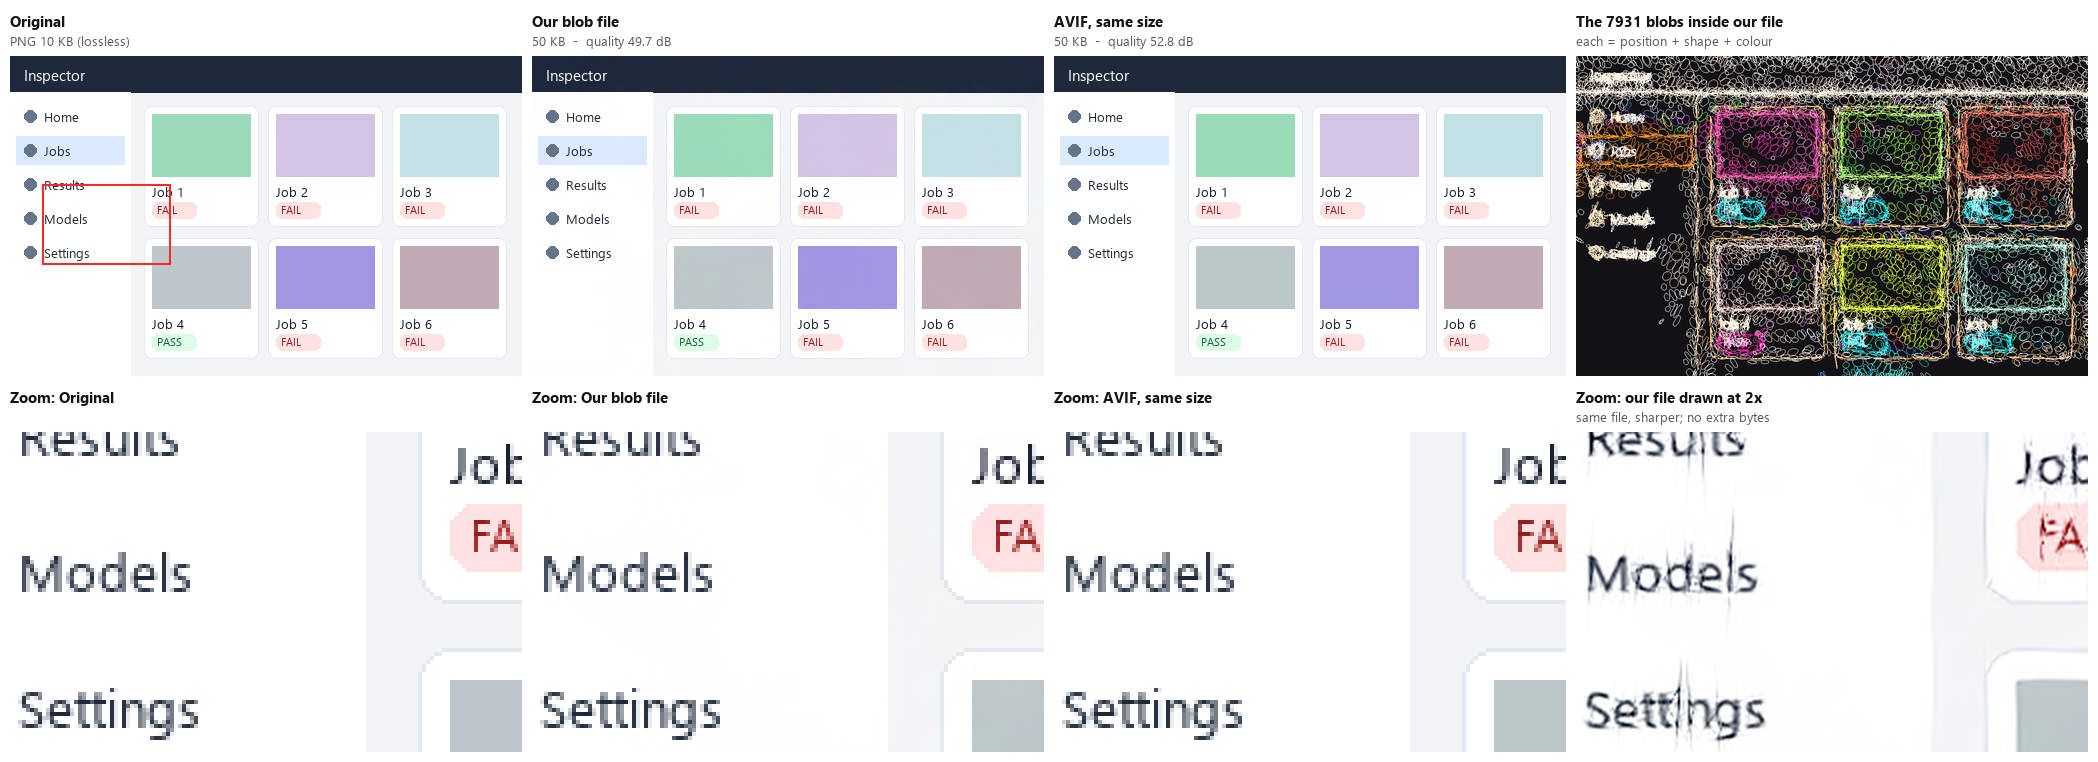 Original
PNG 10 KB (lossless)
Inspector
Home
Jobs
Results
Models
Settings
Job 1
FAIL
Job 2
FAIL
Job 3
FAIL
Job 4
PASS
Job 5
FAIL
Job 6
FAIL
Our blob file
50 KB - quality 49.7 dB
Inspector
Home
Jobs
Results
Models
Settings
Job 1
FAIL
Job 2
FAIL
Job 3
FAIL
Job 4
PASS
Job 5
FAIL
Job 6
FAIL
AVIF, same size
50 KB - quality 52.8 dB
Inspector
Home
Jobs
Results
Models
Settings
Job 1
FAIL
Job 2
FAIL
Job 3
FAIL
Job 4
PASS
Job 5
FAIL
Job 6
FAIL
The 7931 blobs inside our file
each = position + shape + colour
Home
Jobs
Zoom: Original
Results
Models
Settings
Job
FA
Zoom: Our blob file
Results
Models
Settings
Job
FA
Zoom: AVIF, same size
Results
Models
Settings
Job
FA
Zoom: our file drawn at 2x
same file, sharper; no extra bytes
Results
Models
Settings
Job
FA